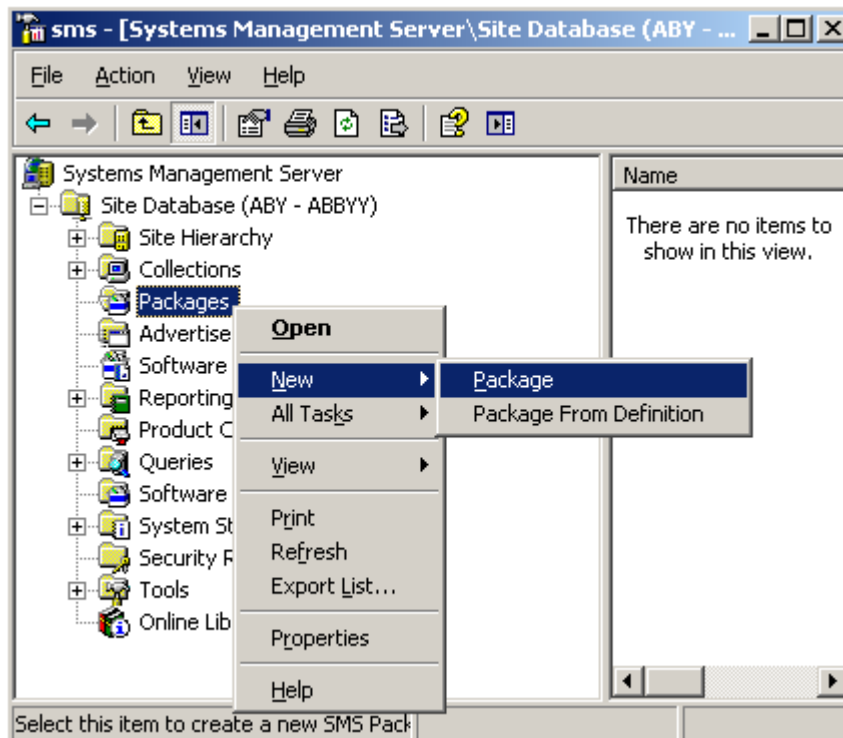 sms - [Systems Management Server\Site Database (ABY - ...
File Action View Help
Systems Management Server
Site Database (ABY - ABBYY)
Site Hierarchy
Collections
Packages
Advertise
Software
Reporting
Product C
Queries
Software
System St
Security R
Tools
Online Lib
Open
New
All Tasks
View
Print
Refresh
Export List...
Properties
Help
Package
Package From Definition
Name
There are no items to
show in this view.
Select this item to create a new SMS Pack